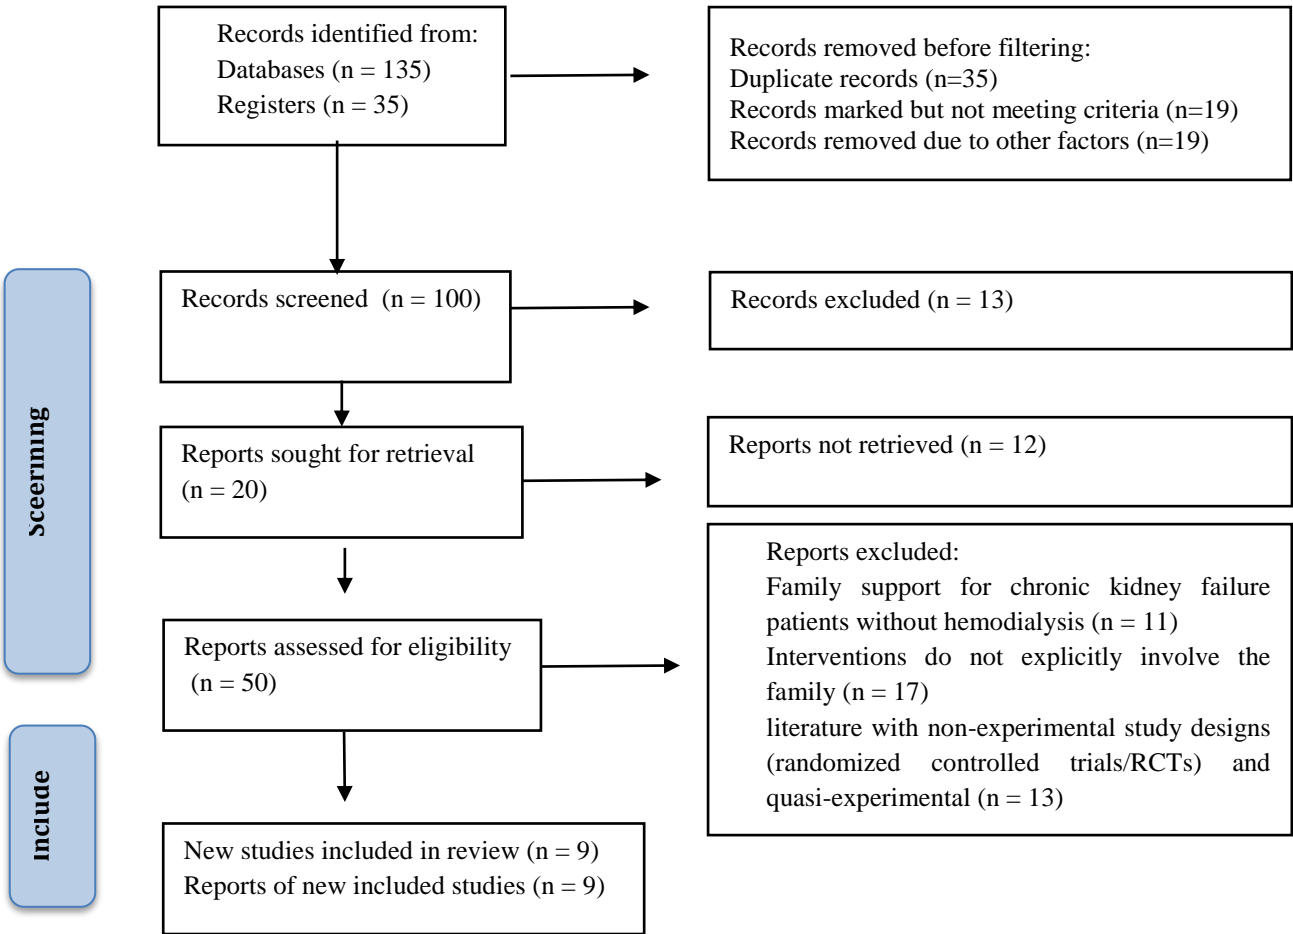 Records identified from:
Databases (n = 135)
Registers (n = 35)
Records removed before filtering:
Duplicate records (n=35)
Records marked but not meeting criteria (n=19)
Records removed due to other factors (n=19)
Sceerining
Records screened (n = 100)
Records excluded (n = 13)
Reports sought for retrieval
(n = 20)
Reports not retrieved (n = 12)
Reports assessed for eligibility
(n = 50)
Reports excluded:
Family support for chronic kidney failure
patients without hemodialysis (n = 11)
Interventions do not explicitly involve the
family (n = 17)
literature with non-experimental study designs
(randomized controlled trials/RCTs) and
quasi-experimental (n = 13)
Include
New studies included in review (n = 9)
Reports of new included studies (n = 9)